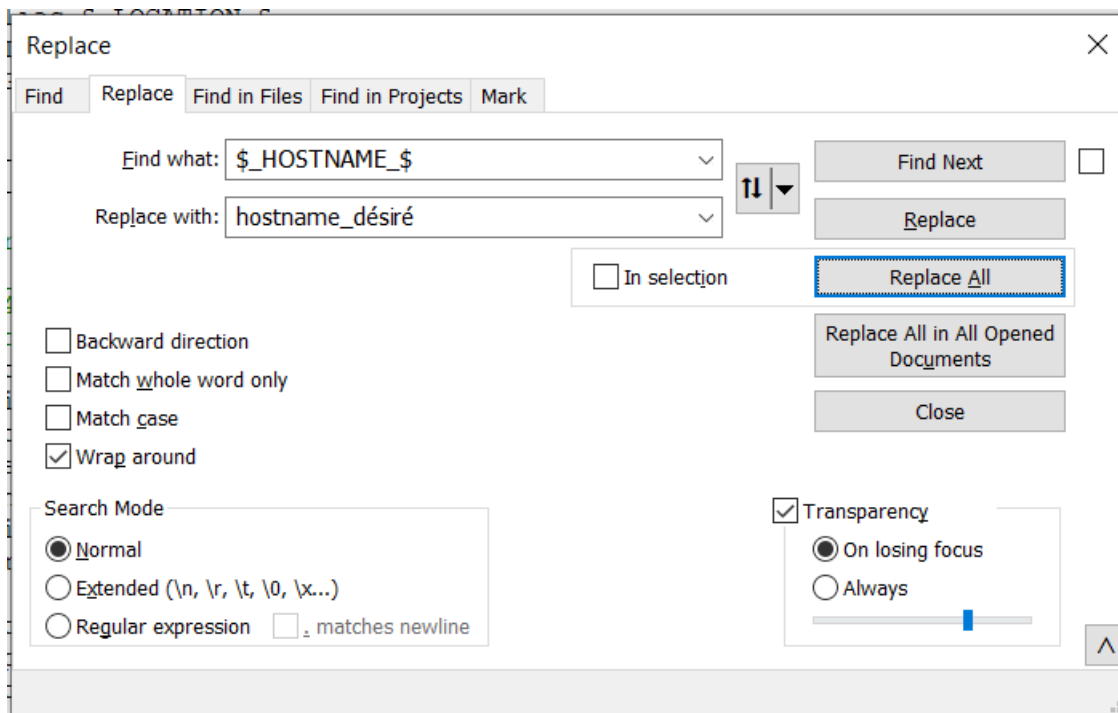 Replace
Find Replace Find in Files Find in Projects Mark
Find what: $_HOSTNAME_$ Find Next
Replace with: hostname_désiré Replace
In selection Replace All
Replace All in All Opened
Documents
Backward direction
Match whole word only
Match case
Close
Wrap around
Search Mode
Transparency
Normal
On losing focus
Extended (\n, \r, \t, \0, \x...)
Always
Regular expression . matches newline